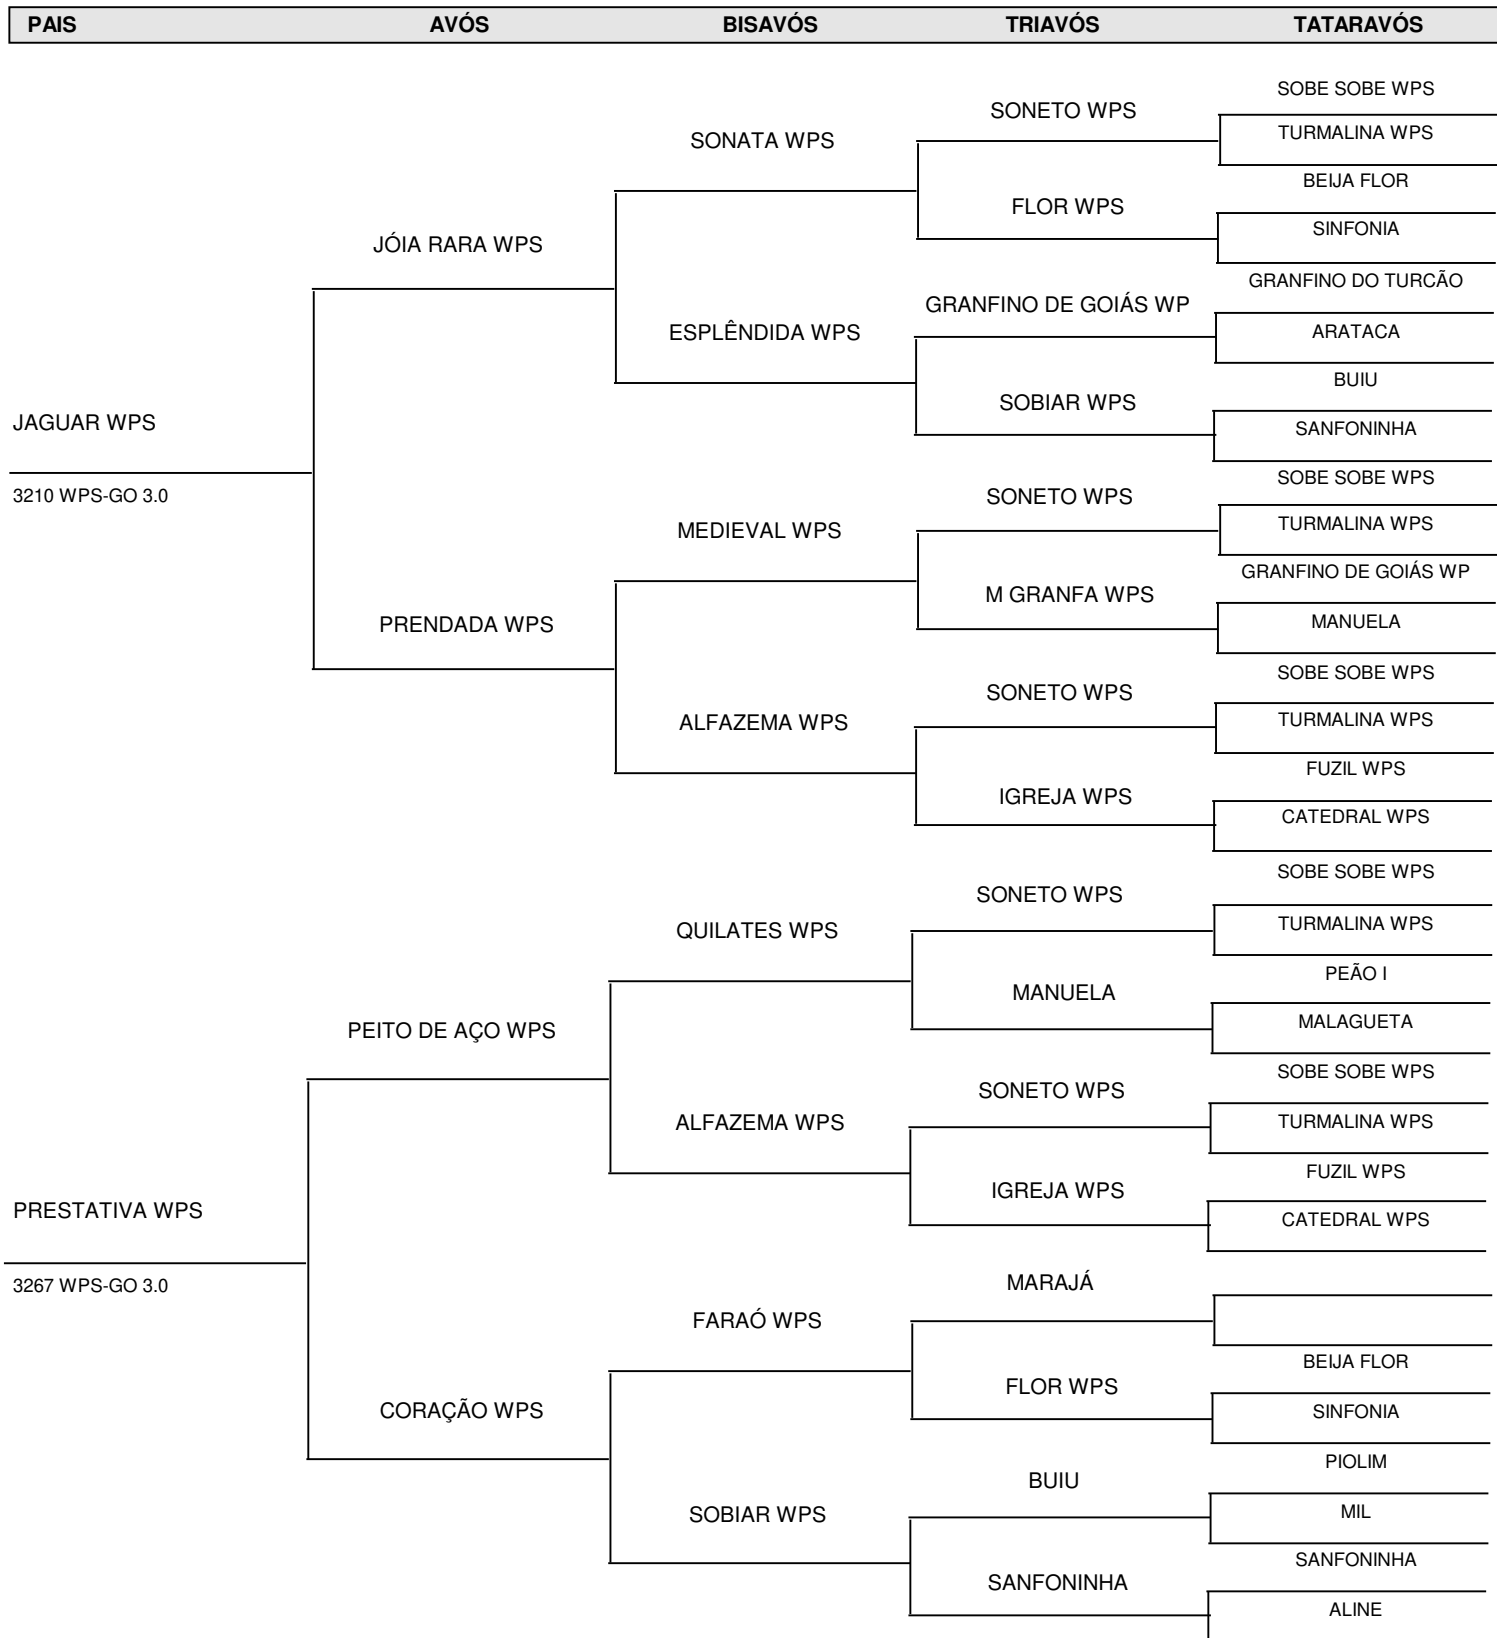 PAIS AVÓS BISAVÓS TRIAVÓS TATARAVÓS
SOBE SOBE WPS
SONETO WPS
TURMALINA WPS
SONATA WPS
BEIJA FLOR
FLOR WPS
SINFONIA
JÓIA RARA WPS
GRANFINO DO TURCÃO
GRANFINO DE GOIÁS WP
ARATACA
ESPLÊNDIDA WPS
BUIU
SOBIAR WPS
SANFONINHA
JAGUAR WPS
3210 WPS-GO 3.0
SOBE SOBE WPS
SONETO WPS
TURMALINA WPS
MEDIEVAL WPS
GRANFINO DE GOIÁS WP
M GRANFA WPS
MANUELA
PRENDADA WPS
SOBE SOBE WPS
SONETO WPS
TURMALINA WPS
ALFAZEMA WPS
FUZIL WPS
IGREJA WPS
CATEDRAL WPS
SOBE SOBE WPS
SONETO WPS
TURMALINA WPS
QUILATES WPS
PEÃO I
MANUELA
MALAGUETA
PEITO DE AÇO WPS
SOBE SOBE WPS
SONETO WPS
TURMALINA WPS
ALFAZEMA WPS
FUZIL WPS
IGREJA WPS
CATEDRAL WPS
PRESTATIVA WPS
3267 WPS-GO 3.0
MARAJÁ
FARAÓ WPS
BEIJA FLOR
FLOR WPS
SINFONIA
CORAÇÃO WPS
PIOLIM
BUIU
MIL
SOBIAR WPS
SANFONINHA
SANFONINHA
ALINE